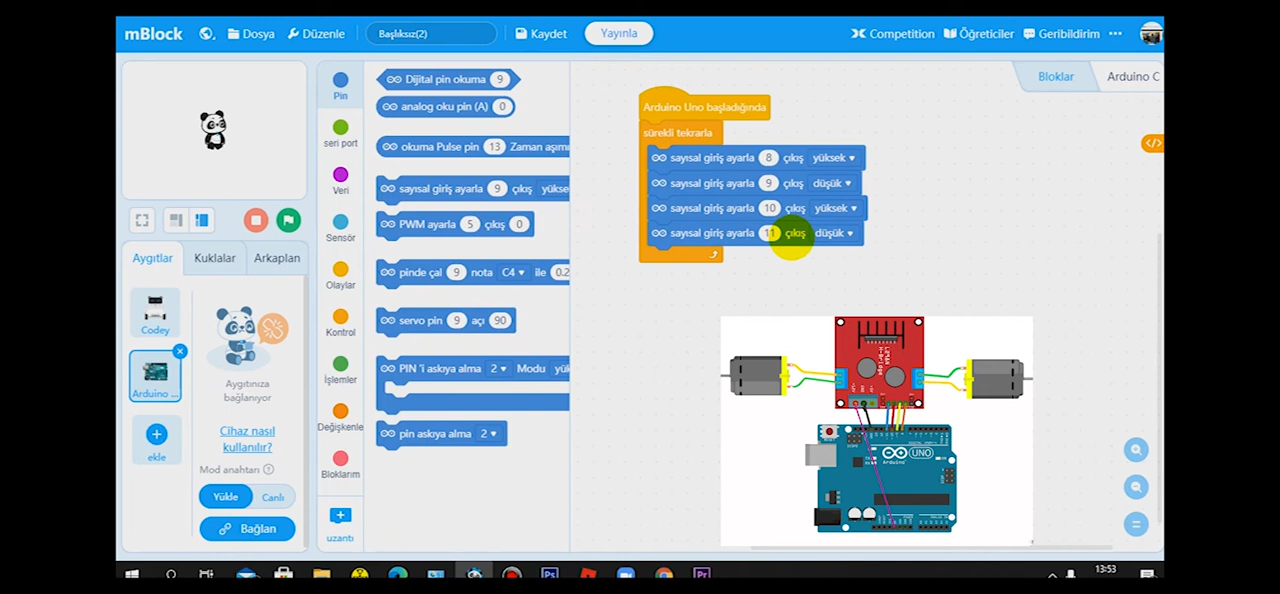 mBlock
Dosya
Düzenle
Başlıksız(2)
Kaydet
Yayınla
Competition
Öğreticiler
Geribildirim
Bloklar
Arduino C
Pin
seri port
Veri
Sensör
Olaylar
Kontrol
İşlemler
Değişkenle
Bloklarım
uzantı
Dijital pin okuma 9
analog oku pin (A) 0
okuma Pulse pin 13 Zaman aşımı
sayısal giriş ayarla 9 çıkış yükse
PWM ayarla 5 çıkış 0
pinde çal 9 nota C4 ile 0.2
servo pin 9 açı 90
PIN 'i askıya alma 2 Modu yük
pin askıya alma 2
Arduino Uno başladığında
sürekli tekrarla
sayısal giriş ayarla 8 çıkış yüksek
sayısal giriş ayarla 9 çıkış düşük
sayısal giriş ayarla 10 çıkış yüksek
sayısal giriş ayarla 11 çıkış düşük
Aygıtlar
Kuklalar
Arkaplan
Codey
Arduino ...
ekle
Aygıtınıza
bağlanıyor
Cihaz nasıl
kullanılır?
Mod anahtarı
Yükle
Canlı
Bağlan
UNO
Arduino
13:53